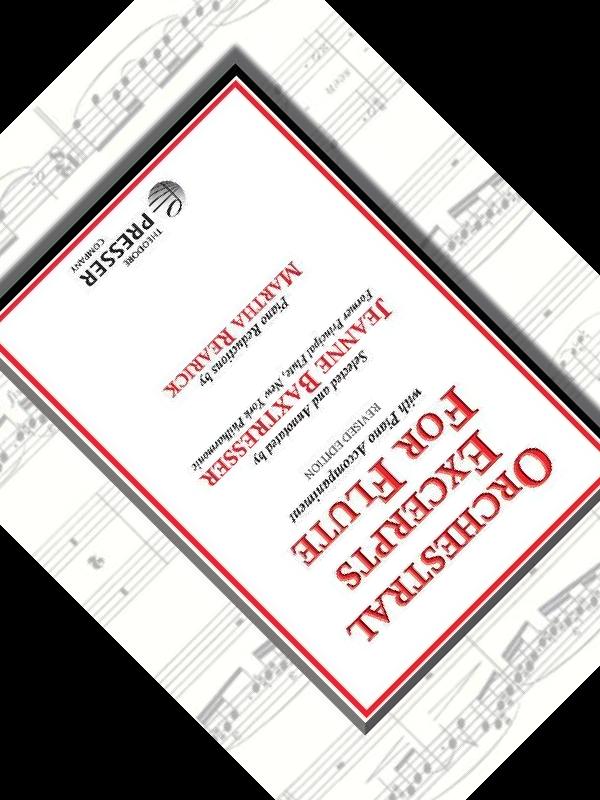 ORCHESTRAL
EXCERPTS
FOR FLUTE
with Piano Accompaniment
REVISED EDITION
Selected and Annotated by
JEANNE BAXTRESSER
Former Principal Flute, New York Philharmonic
Piano Reductions by
MARTHA REARICK
THEODORE
PRESSER
COMPANY